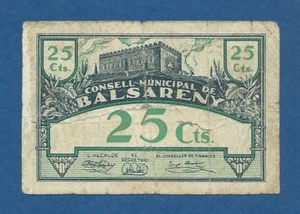 25 25
Cts. Cts.
CONSELL MUNICIPAL DE
BALSARENY
25 Cts.
L'ALCALDE EL SECRETARI EL CONSELLER DE FINANCES